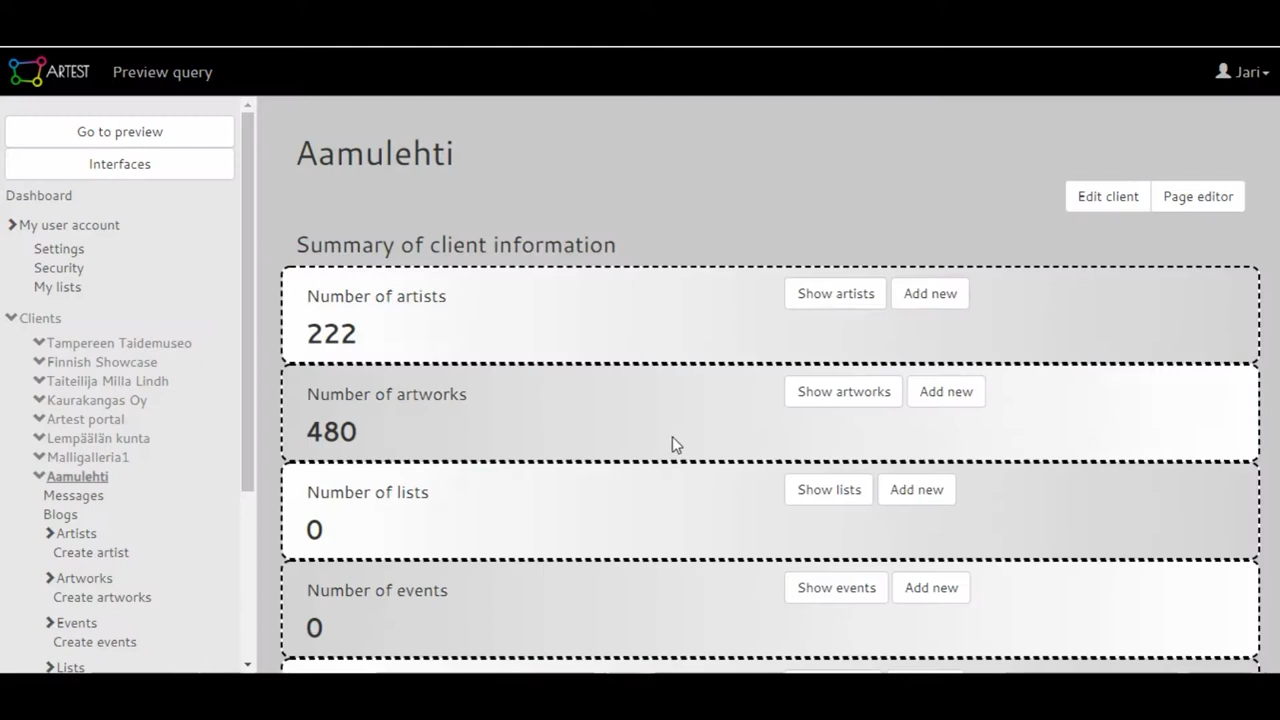 ARTEST Preview query Jari
Go to preview
Interfaces
Dashboard
My user account
Settings
Security
My lists
Clients
Tampereen Taidemuseo
Finnish Showcase
Taiteilija Milla Lindh
Kaurakangas Oy
Artest portal
Lempäälän kunta
Malligalleria1
Aamulehti
Messages
Blogs
Artists
Create artist
Artworks
Create artworks
Events
Create events
Lists
Aamulehti
Edit client Page editor
Summary of client information
Number of artists Show artists Add new
222
Number of artworks Show artworks Add new
480
Number of lists Show lists Add new
0
Number of events Show events Add new
0